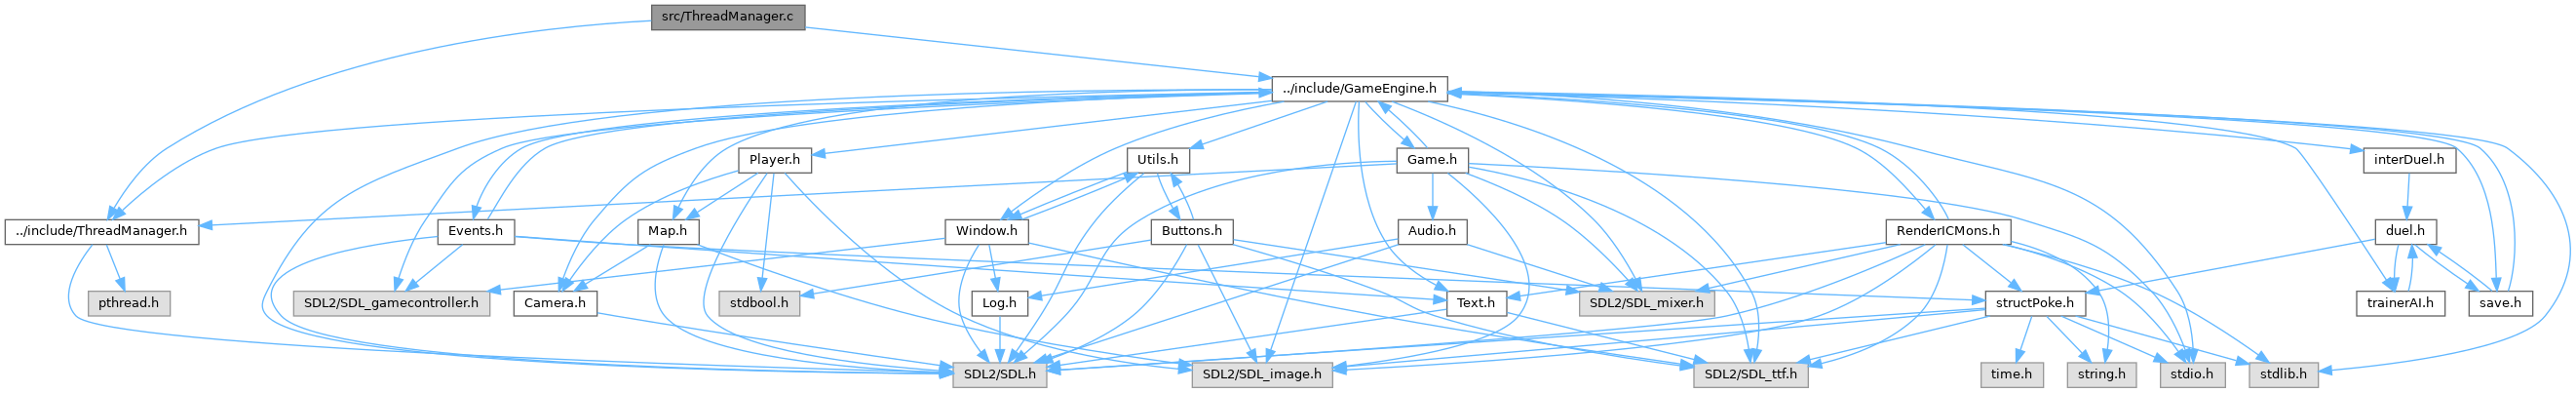 src/ThreadManager.c
../include/GameEngine.h
Player.h
Utils.h
Game.h
interDuel.h
../include/ThreadManager.h
Events.h
Map.h
Window.h
Buttons.h
Audio.h
RenderICMons.h
duel.h
pthread.h
SDL2/SDL_gamecontroller.h
Camera.h
stdbool.h
Log.h
Text.h
SDL2/SDL_mixer.h
structPoke.h
trainerAI.h
save.h
SDL2/SDL.h
SDL2/SDL_image.h
SDL2/SDL_ttf.h
time.h
string.h
stdio.h
stdlib.h